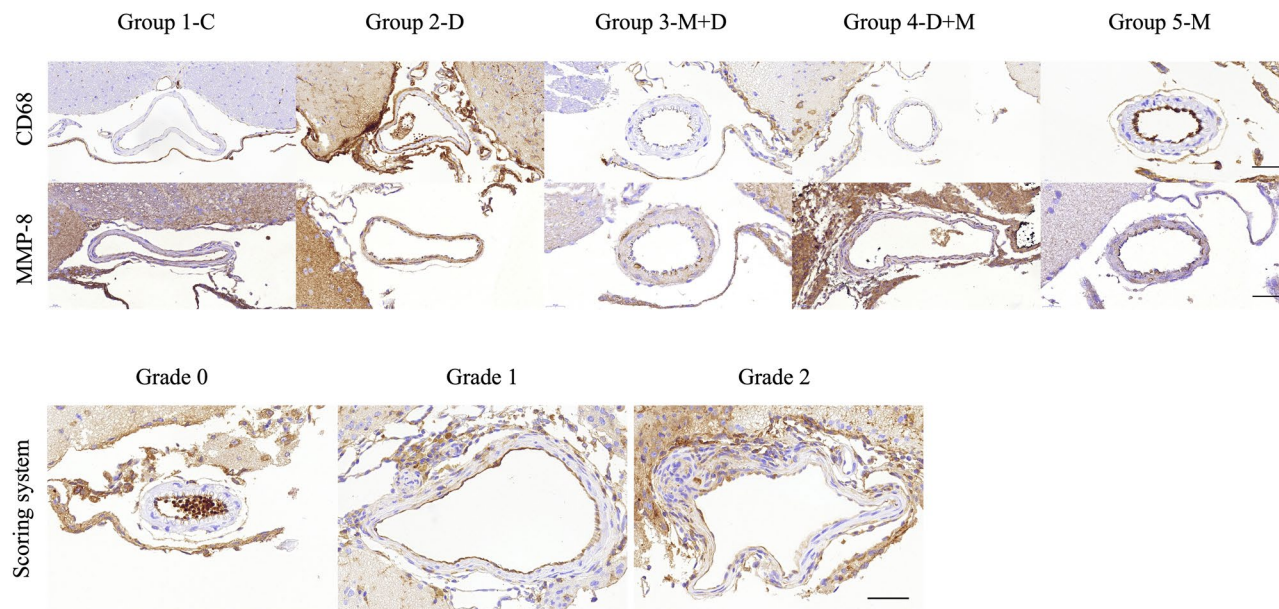 Group 1-C Group 2-D Group 3-M+D Group 4-D+M Group 5-M
CD68
MMP-8
Grade 0 Grade 1 Grade 2
Scoring system